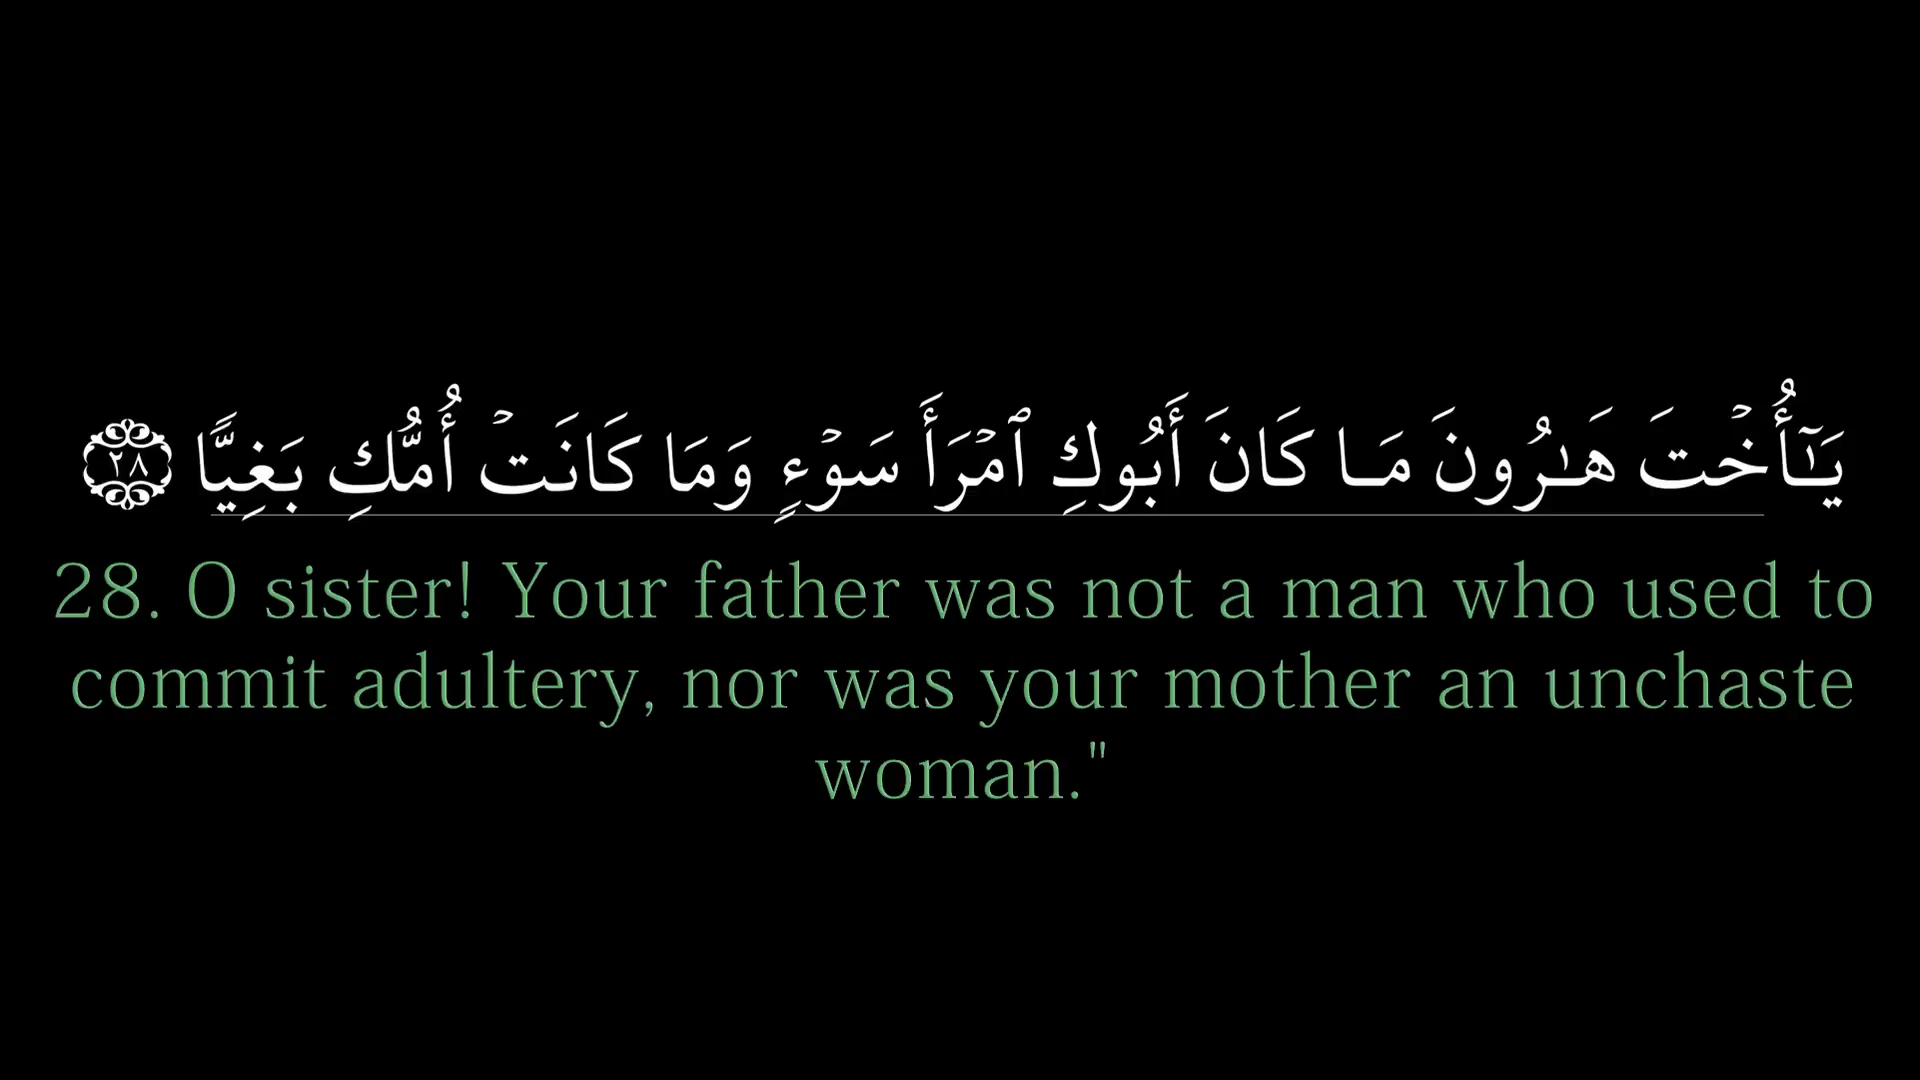 يَـٰٓأُخۡتَ هَـٰرُونَ مَا كَانَ أَبُوكِ ٱمۡرَأَ سَوۡءٍ وَمَا كَانَتۡ أُمُّكِ بَغِيًّا ٢٨
28. O sister! Your father was not a man who used to
commit adultery, nor was your mother an unchaste
woman."